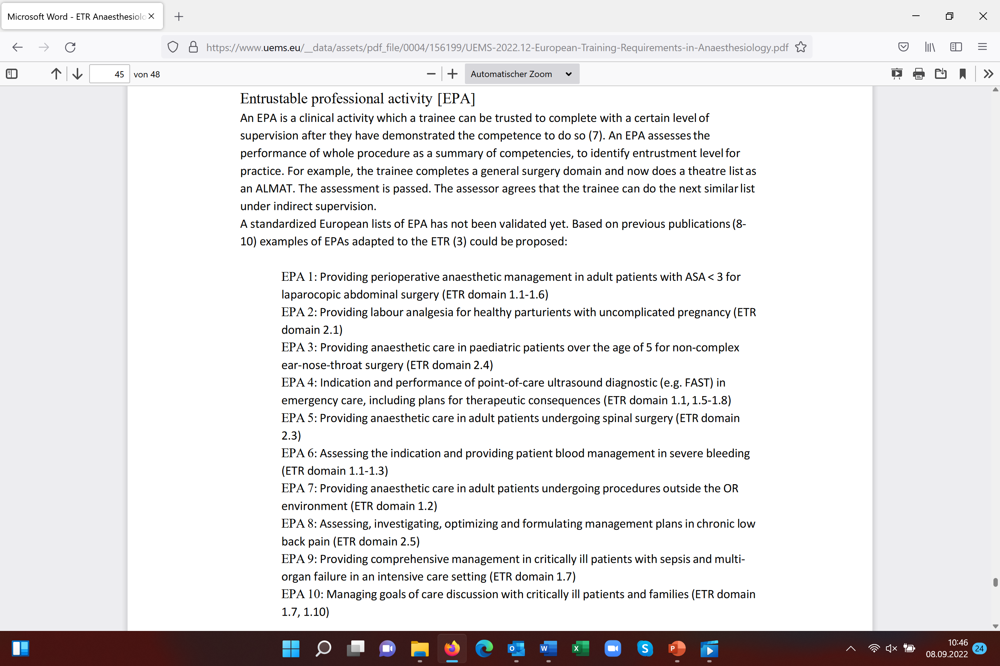 Microsoft Word - ETR Anaesthesiolo
https://www.uems.eu/__data/assets/pdf_file/0004/156199/UEMS-2022.12-European-Training-Requirements-in-Anaesthesiology.pdf
45 von 48
Automatischer Zoom
Entrustable professional activity [EPA]
An EPA is a clinical activity which a trainee can be trusted to complete with a certain level of
supervision after they have demonstrated the competence to do so (7). An EPA assesses the
performance of whole procedure as a summary of competencies, to identify entrustment level for
practice. For example, the trainee completes a general surgery domain and now does a theatre list as
an ALMAT. The assessment is passed. The assessor agrees that the trainee can do the next similar list
under indirect supervision.
A standardized European lists of EPA has not been validated yet. Based on previous publications (8-
10) examples of EPAs adapted to the ETR (3) could be proposed:
EPA 1: Providing perioperative anaesthetic management in adult patients with ASA < 3 for
laparocopic abdominal surgery (ETR domain 1.1-1.6)
EPA 2: Providing labour analgesia for healthy parturients with uncomplicated pregnancy (ETR
domain 2.1)
EPA 3: Providing anaesthetic care in paediatric patients over the age of 5 for non-complex
ear-nose-throat surgery (ETR domain 2.4)
EPA 4: Indication and performance of point-of-care ultrasound diagnostic (e.g. FAST) in
emergency care, including plans for therapeutic consequences (ETR domain 1.1, 1.5-1.8)
EPA 5: Providing anaesthetic care in adult patients undergoing spinal surgery (ETR domain
2.3)
EPA 6: Assessing the indication and providing patient blood management in severe bleeding
(ETR domain 1.1-1.3)
EPA 7: Providing anaesthetic care in adult patients undergoing procedures outside the OR
environment (ETR domain 1.2)
EPA 8: Assessing, investigating, optimizing and formulating management plans in chronic low
back pain (ETR domain 2.5)
EPA 9: Providing comprehensive management in critically ill patients with sepsis and multi-
organ failure in an intensive care setting (ETR domain 1.7)
EPA 10: Managing goals of care discussion with critically ill patients and families (ETR domain
1.7, 1.10)
O
W
X
S
P
10:46
08.09.2022
24